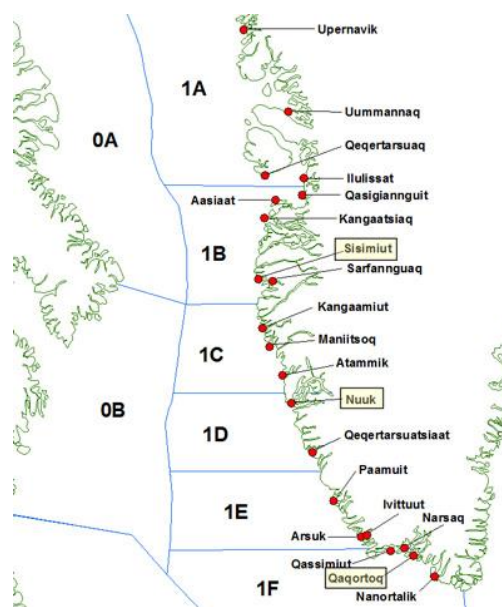 Upernavik
1A
Uummannaq
0A
Qeqertarsuaq
Ilulissat
Qasigiannguit
Aasiaat
Kangaatsiaq
1B
Sisimiut
Sarfannguaq
Kangaamiut
Maniitsoq
1C
Atammik
Nuuk
0B
1D
Qeqertarsuatsiaat
Paamuit
1E
Ivittuut
Narsaq
Arsuk
Qassimiut
Qaqortoq
1F
Nanortalik